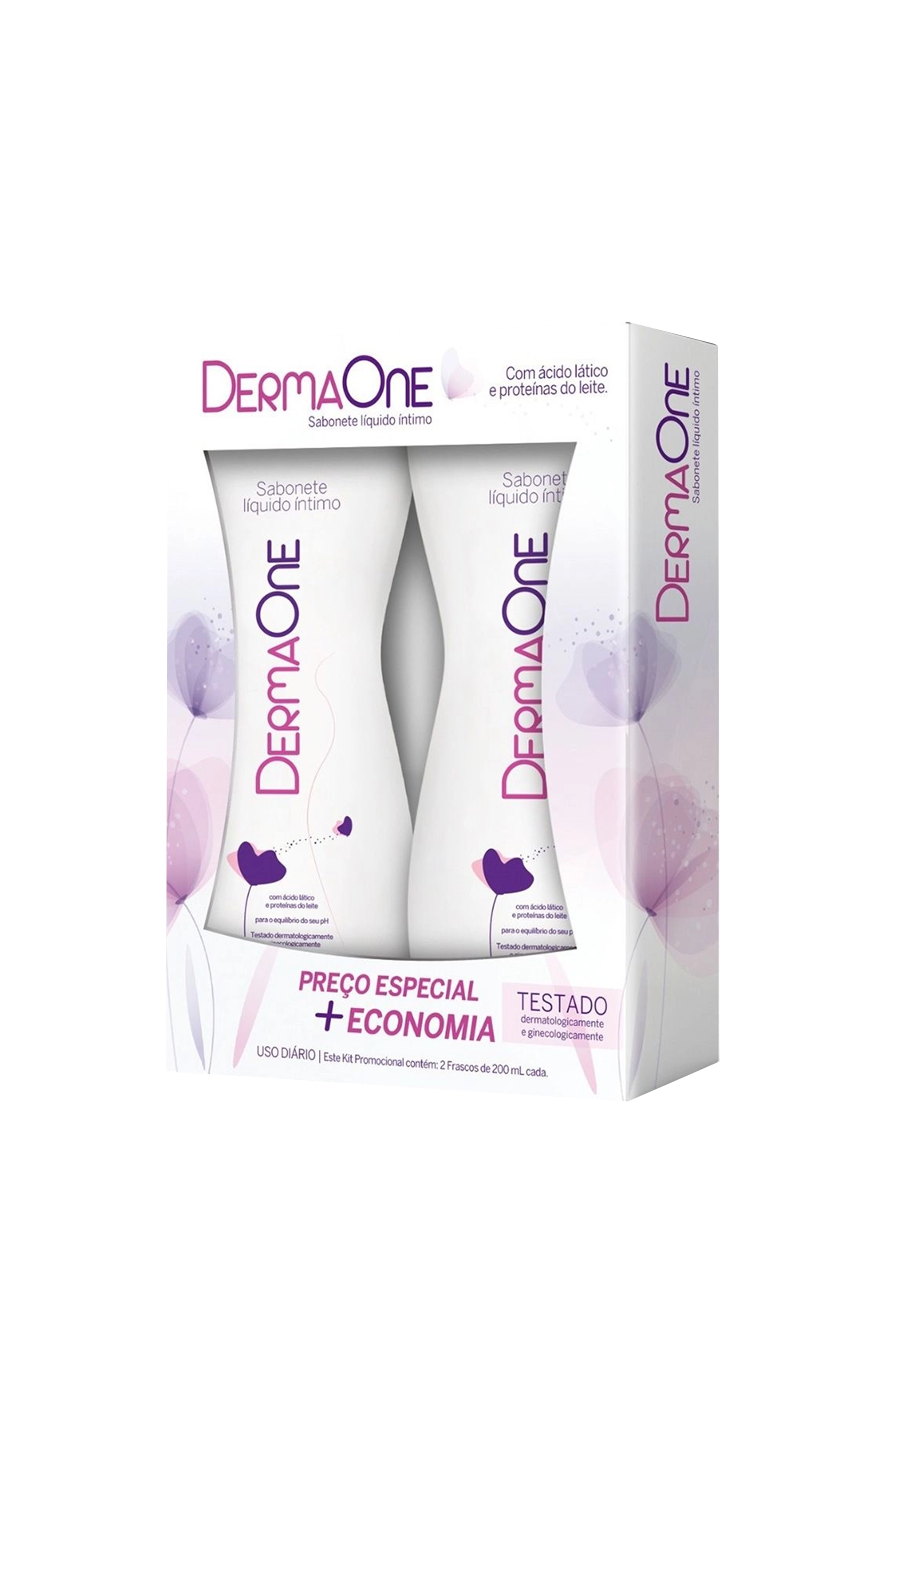 DERMAONE
Sabonete líquido íntimo
Com ácido lático
e proteínas do leite.
DERMAONE
Sabonete líquido íntimo
Sabonete
líquido íntimo
DERMAONE
com ácido lático
e proteínas do leite
para o equilíbrio do seu pH
Testado dermatologicamente
Sabonet
líquido ínti
DERMAONE
com ácido lático
e proteínas do leite
para o equilíbrio do seu p
Testado dermatologicam
PREÇO ESPECIAL
+ECONOMIA
TESTADO
dermatologicamente
e ginecologicamente
USO DIÁRIO | Este Kit Promocional contém: 2 Frascos de 200 mL cada.